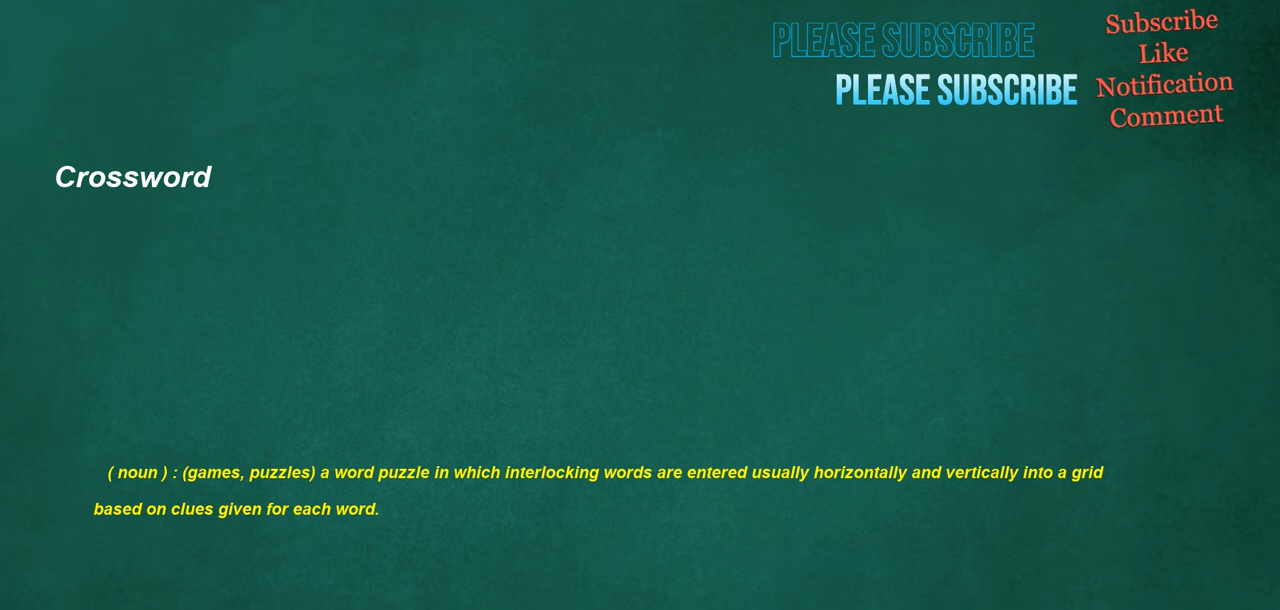 PLEASE SUBSCRIBE
PLEASE SUBSCRIBE
Subscribe
Like
Notification
Comment
Crossword
( noun ) : (games, puzzles) a word puzzle in which interlocking words are entered usually horizontally and vertically into a grid
based on clues given for each word.